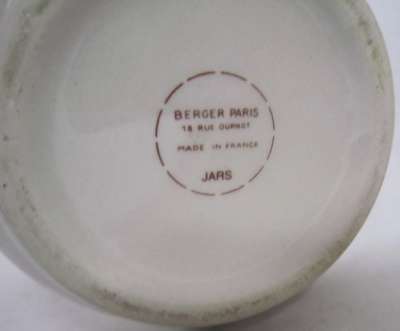 BERGER PARIS
18 RUE DUPHOT
MADE IN FRANCE
JARS